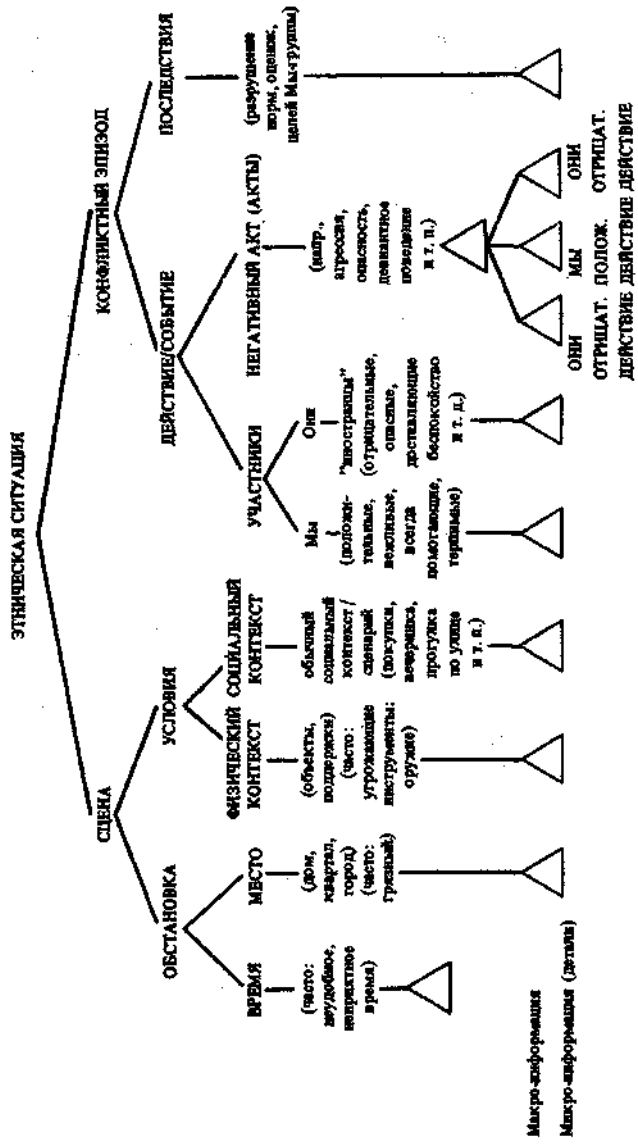 ЭТНИЧЕСКАЯ СИТУАЦИЯ
СЦЕНА
КОНФЛИКТНЫЙ ЭПИЗОД
ОБСТАНОВКА
УСЛОВИЯ
ДЕЙСТВИЕ/СОБЫТИЕ
ПОСЛЕДСТВИЯ
ВРЕМЯ
(часто:
неудобное,
неприятное
время)
МЕСТО
(дом,
квартал,
город)
(часто:
грязный)
ФИЗИЧЕСКИЙ
КОНТЕКСТ
(объекты,
поддержки)
(часто:
угрожающие
инструменты:
оружие)
СОЦИАЛЬНЫЙ
КОНТЕКСТ
обычный
социальный
контекст/
сценарий
(покупки,
вечеринка,
прогулка
по улице
и т. п.)
УЧАСТНИКИ
Мы
(положи-
тельные,
вежливые,
всегда
помогающие,
терпимые)
Они
"иностранцы"
(отрицательные,
опасные,
доставляющие
беспокойство
и т. д.)
НЕГАТИВНЫЙ АКТ (АКТЫ)
(напр.,
агрессия,
опасность,
девиантное
поведение
и т. п.)
(разрушение
норм, оценок,
целей Мы-группы)
ОНИ
ОТРИЦАТ.
ДЕЙСТВИЕ
МЫ
ПОЛОЖ.
ДЕЙСТВИЕ
ОНИ
ОТРИЦАТ.
ДЕЙСТВИЕ
Макро-информация
Микро-информация (детали)